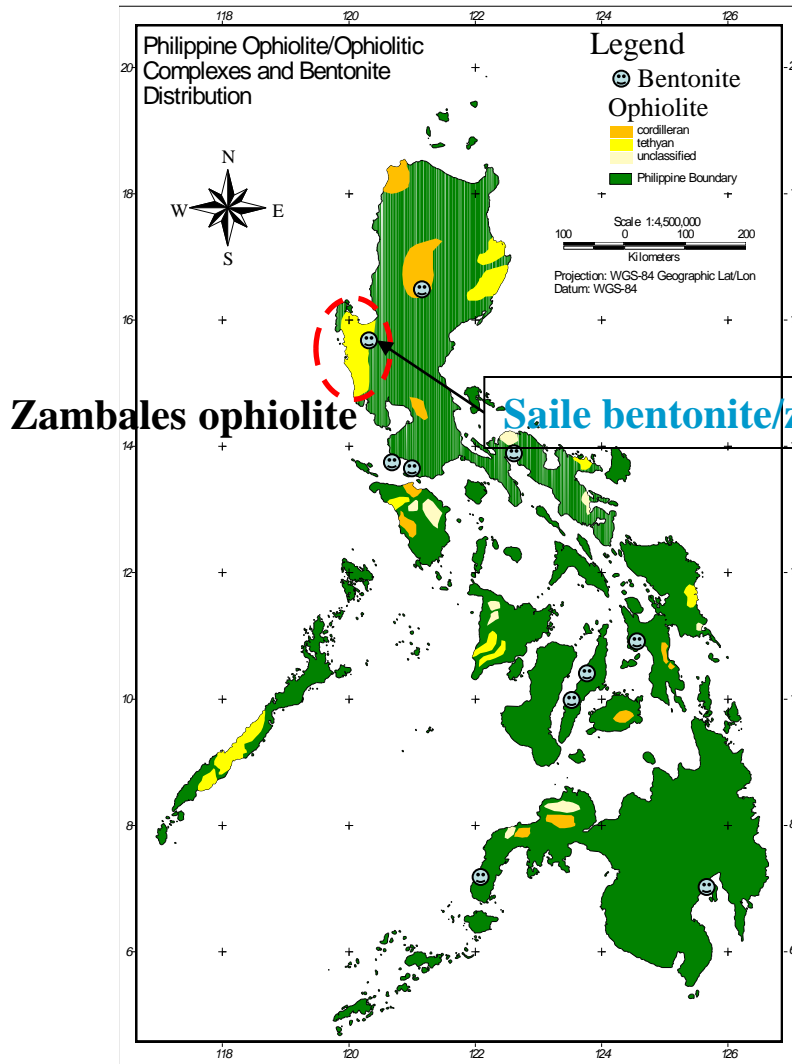 118 120 122 124 126
Philippine Ophiolite/Ophiolitic
Complexes and Bentonite
Distribution
Legend
Bentonite
Ophiolite
cordilleran
tethyan
unclassified
Philippine Boundary
N
W E
S
Scale 1:4,500,000
100 0 100 200
Kilometers
Projection: WGS-84 Geographic Lat/Lon
Datum: WGS-84
20
18
16
Zambales ophiolite
Saile bentonite/z
14
12
10
8 8
6 6
118 120 122 124 126